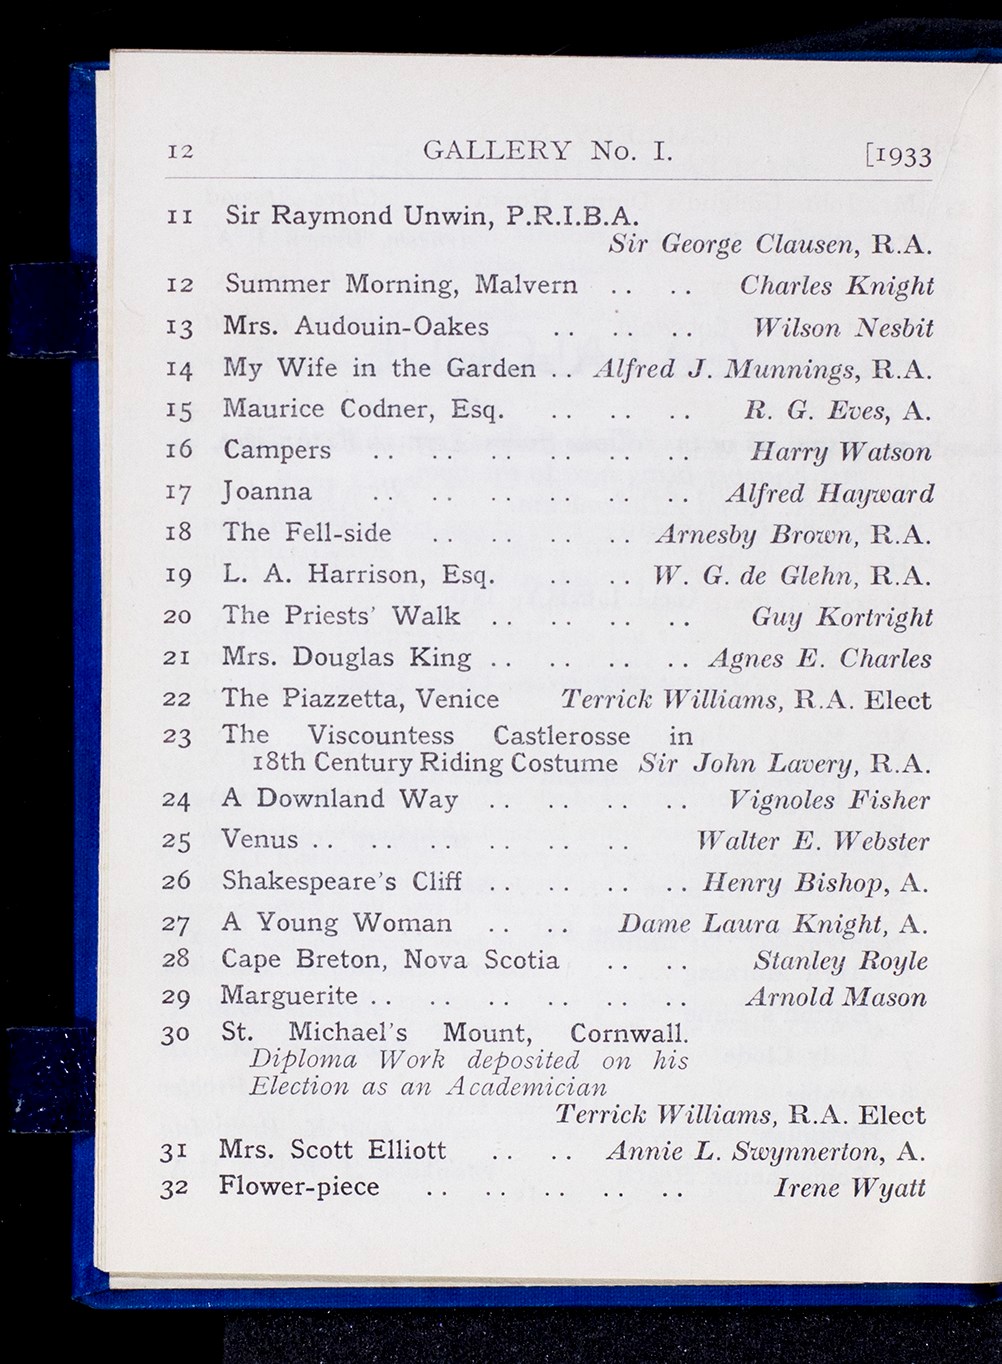 12 GALLERY No. I. [1933
11 Sir Raymond Unwin, P.R.I.B.A.
Sir George Clausen, R.A.
12 Summer Morning, Malvern .. .. Charles Knight
13 Mrs. Audouin-Oakes .. .. .. Wilson Nesbit
14 My Wife in the Garden .. Alfred J. Munnings, R.A.
15 Maurice Codner, Esq. .. .. .. R. G. Eves, A.
16 Campers .. .. .. .. .. .. Harry Watson
17 Joanna .. .. .. .. .. .. Alfred Hayward
18 The Fell-side .. .. .. .. Arnesby Brown, R.A.
19 L. A. Harrison, Esq. .. .. W. G. de Glehn, R.A.
20 The Priests' Walk .. .. .. .. Guy Kortright
21 Mrs. Douglas King .. .. .. .. Agnes E. Charles
22 The Piazzetta, Venice Terrick Williams, R.A. Elect
23 The Viscountess Castlerosse in
18th Century Riding Costume Sir John Lavery, R.A.
24 A Downland Way .. .. .. .. Vignoles Fisher
25 Venus .. .. .. .. .. .. Walter E. Webster
26 Shakespeare's Cliff .. .. .. .. Henry Bishop, A.
27 A Young Woman .. .. Dame Laura Knight, A.
28 Cape Breton, Nova Scotia .. .. Stanley Royle
29 Marguerite .. .. .. .. .. .. Arnold Mason
30 St. Michael's Mount, Cornwall.
Diploma Work deposited on his
Election as an Academician
Terrick Williams, R.A. Elect
31 Mrs. Scott Elliott .. .. Annie L. Swynnerton, A.
32 Flower-piece .. .. .. .. .. Irene Wyatt